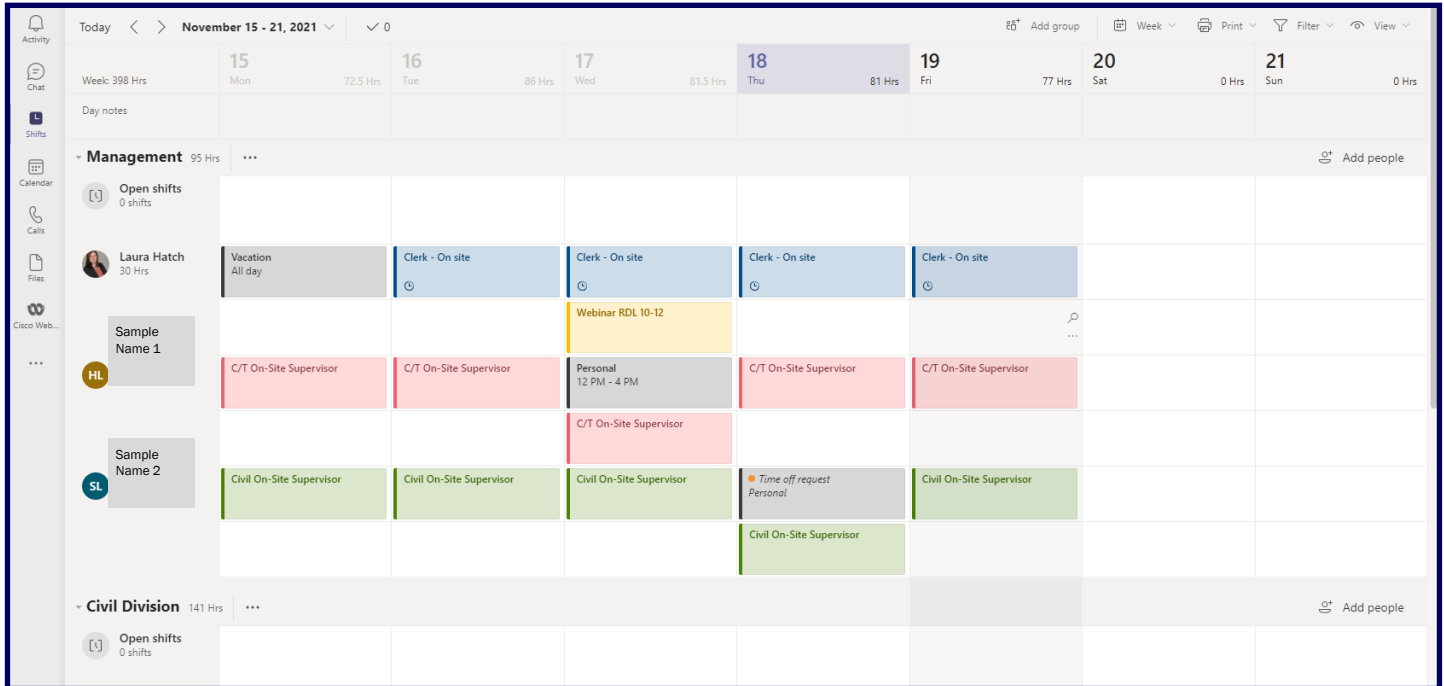 Activity
Chat
Shifts
Calendar
Calls
Files
Cisco Web...
Today November 15 - 21, 2021 0 Add group Week Print Filter View
Week: 398 Hrs
15
Mon 72.5 Hrs
16
Tue 86 Hrs
17
Wed 81.5 Hrs
18
Thu 81 Hrs
19
Fri 77 Hrs
20
Sat 0 Hrs
21
Sun 0 Hrs
Day notes
Management 95 Hrs ... Add people
Open shifts
0 shifts
Laura Hatch
30 Hrs
Vacation
All day
Clerk - On site
Clerk - On site
Clerk - On site
Clerk - On site
Webinar RDL 10-12
Sample
Name 1
HL
C/T On-Site Supervisor
C/T On-Site Supervisor
Personal
12 PM - 4 PM
C/T On-Site Supervisor
C/T On-Site Supervisor
C/T On-Site Supervisor
Sample
Name 2
SL
Civil On-Site Supervisor
Civil On-Site Supervisor
Civil On-Site Supervisor
Time off request
Personal
Civil On-Site Supervisor
Civil On-Site Supervisor
Civil Division 141 Hrs ... Add people
Open shifts
0 shifts